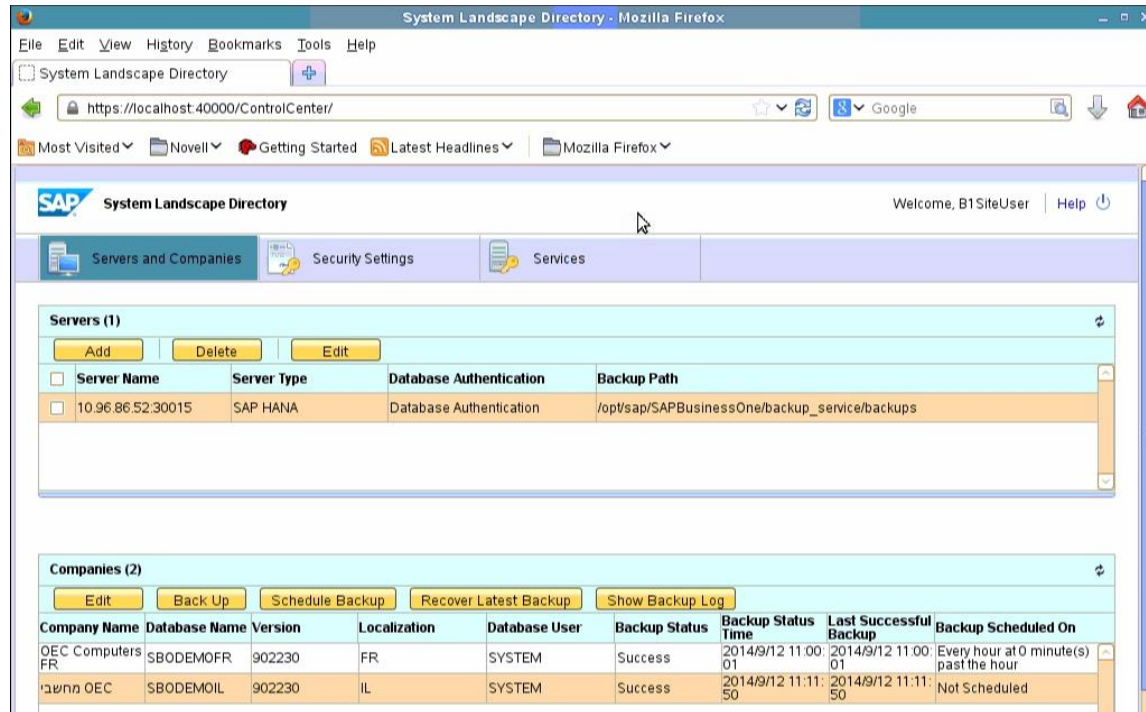 System Landscape Directory - Mozilla Firefox
File Edit View History Bookmarks Tools Help
System Landscape Directory
https://localhost:40000/ControlCenter/
Google
Most Visited Novell Getting Started Latest Headlines Mozilla Firefox
SAP System Landscape Directory Welcome, B1SiteUser Help
Servers and Companies Security Settings Services
Servers (1)
Add Delete Edit
Server Name Server Type Database Authentication Backup Path
10.96.86.52:30015 SAP HANA Database Authentication /opt/sap/SAPBusinessOne/backup_service/backups
Companies (2)
Edit Back Up Schedule Backup Recover Latest Backup Show Backup Log
Company Name Database Name Version Localization Database User Backup Status Backup Status Time Last Successful Backup Backup Scheduled On
OEC Computers FR SBODEMOFR 902230 FR SYSTEM Success 2014/9/12 11:00:01 2014/9/12 11:00:01 Every hour at 0 minute(s) past the hour
OEC מחשבי SBODEMOIL 902230 IL SYSTEM Success 2014/9/12 11:11:50 2014/9/12 11:11:50 Not Scheduled